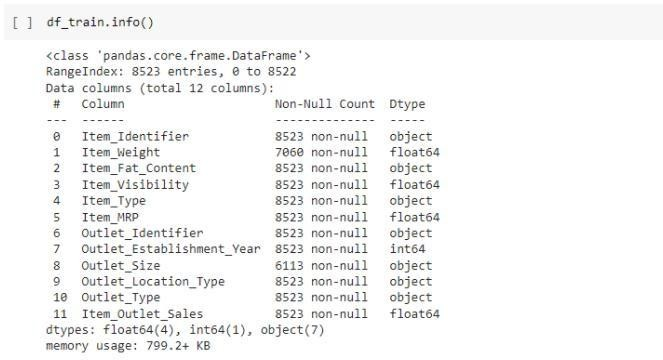 [ ] df_train.info()
<class 'pandas.core.frame.DataFrame'>
RangeIndex: 8523 entries, 0 to 8522
Data columns (total 12 columns):
 #   Column                     Non-Null Count  Dtype
---  ------                     --------------  -----
 0   Item_Identifier            8523 non-null   object
 1   Item_Weight                7060 non-null   float64
 2   Item_Fat_Content           8523 non-null   object
 3   Item_Visibility            8523 non-null   float64
 4   Item_Type                  8523 non-null   object
 5   Item_MRP                   8523 non-null   float64
 6   Outlet_Identifier          8523 non-null   object
 7   Outlet_Establishment_Year  8523 non-null   int64
 8   Outlet_Size                6113 non-null   object
 9   Outlet_Location_Type       8523 non-null   object
 10  Outlet_Type                8523 non-null   object
 11  Item_Outlet_Sales          8523 non-null   float64
dtypes: float64(4), int64(1), object(7)
memory usage: 799.2+ KB